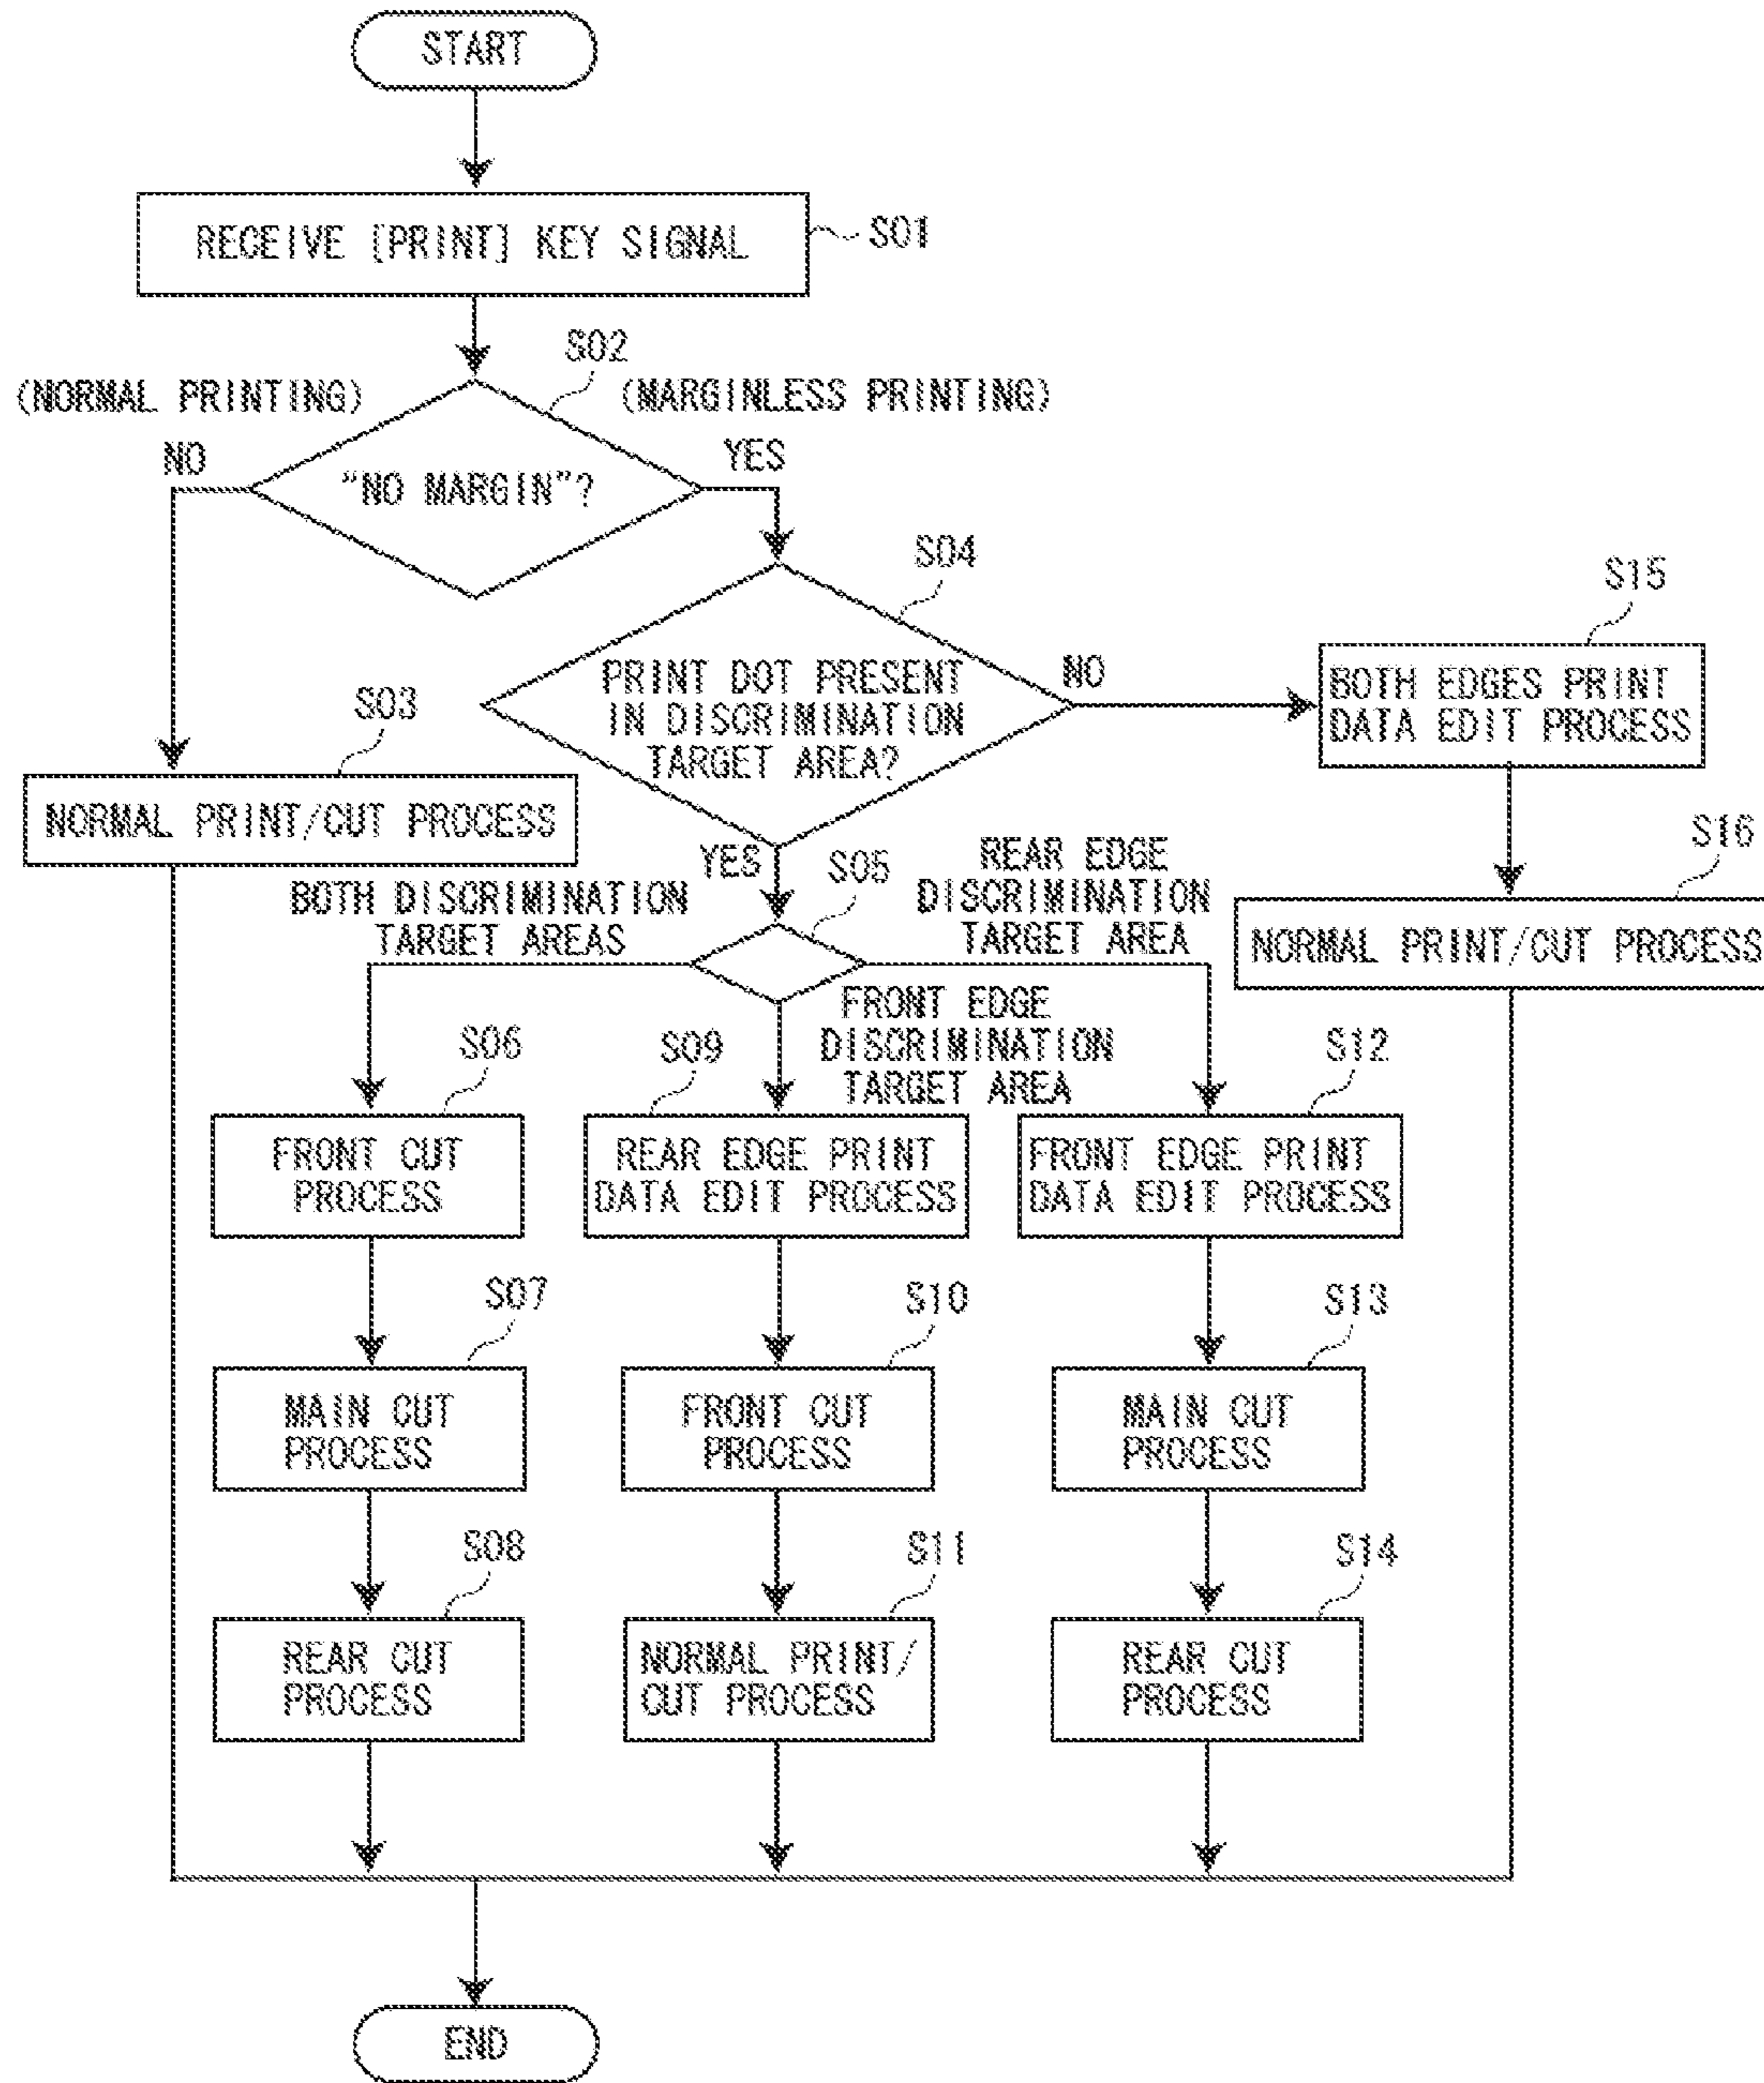 START
RECEIVE [PRINT] KEY SIGNAL
S01
S02
(NORMAL PRINTING)
(MARGINLESS PRINTING)
NO
YES
"NO MARGIN"?
S04
S15
PRINT DOT PRESENT
IN DISCRIMINATION
TARGET AREA?
NO
BOTH EDGES PRINT
DATA EDIT PROCESS
S03
NORMAL PRINT/CUT PROCESS
S16
NORMAL PRINT/CUT PROCESS
YES
S05
BOTH DISCRIMINATION
TARGET AREAS
REAR EDGE
DISCRIMINATION
TARGET AREA
FRONT EDGE
DISCRIMINATION
TARGET AREA
S06
S09
S12
FRONT CUT
PROCESS
REAR EDGE PRINT
DATA EDIT PROCESS
FRONT EDGE PRINT
DATA EDIT PROCESS
S07
S10
S13
MAIN CUT
PROCESS
FRONT CUT
PROCESS
MAIN CUT
PROCESS
S08
S11
S14
REAR CUT
PROCESS
NORMAL PRINT/
CUT PROCESS
REAR CUT
PROCESS
END